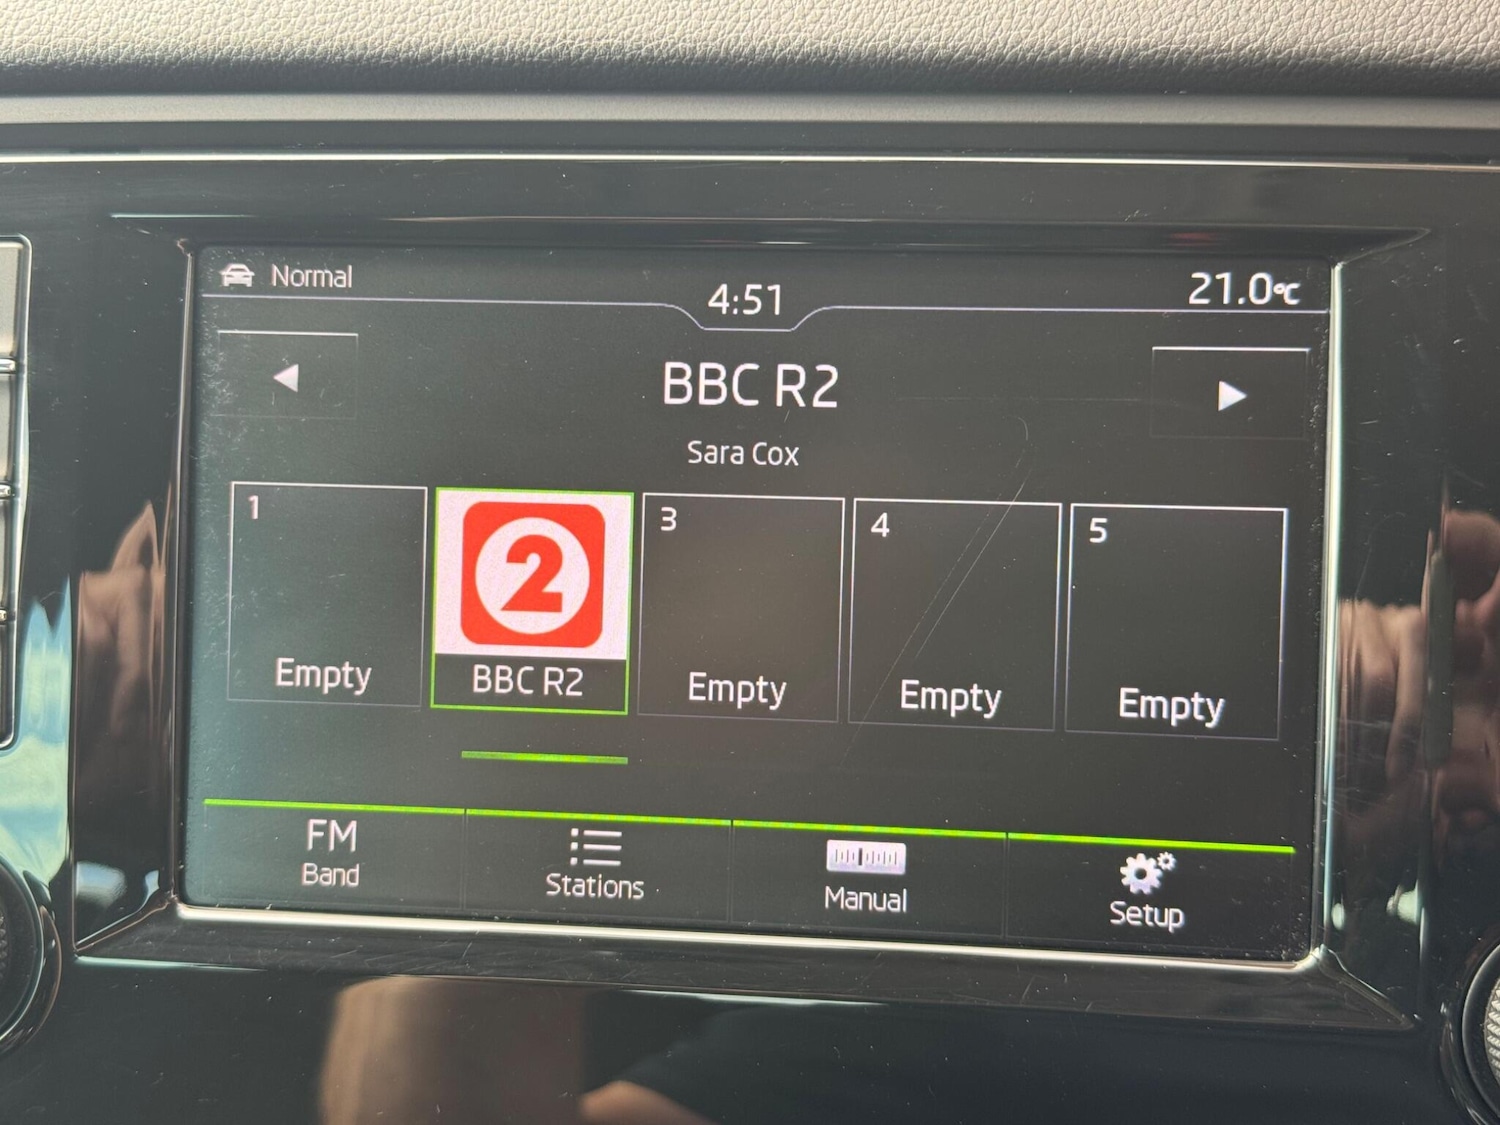 Normal
4:51
21.0°C
BBC R2
Sara Cox
1
2
3
4
5
Empty
BBC R2
Empty
Empty
Empty
FM
Band
Stations
Manual
Setup